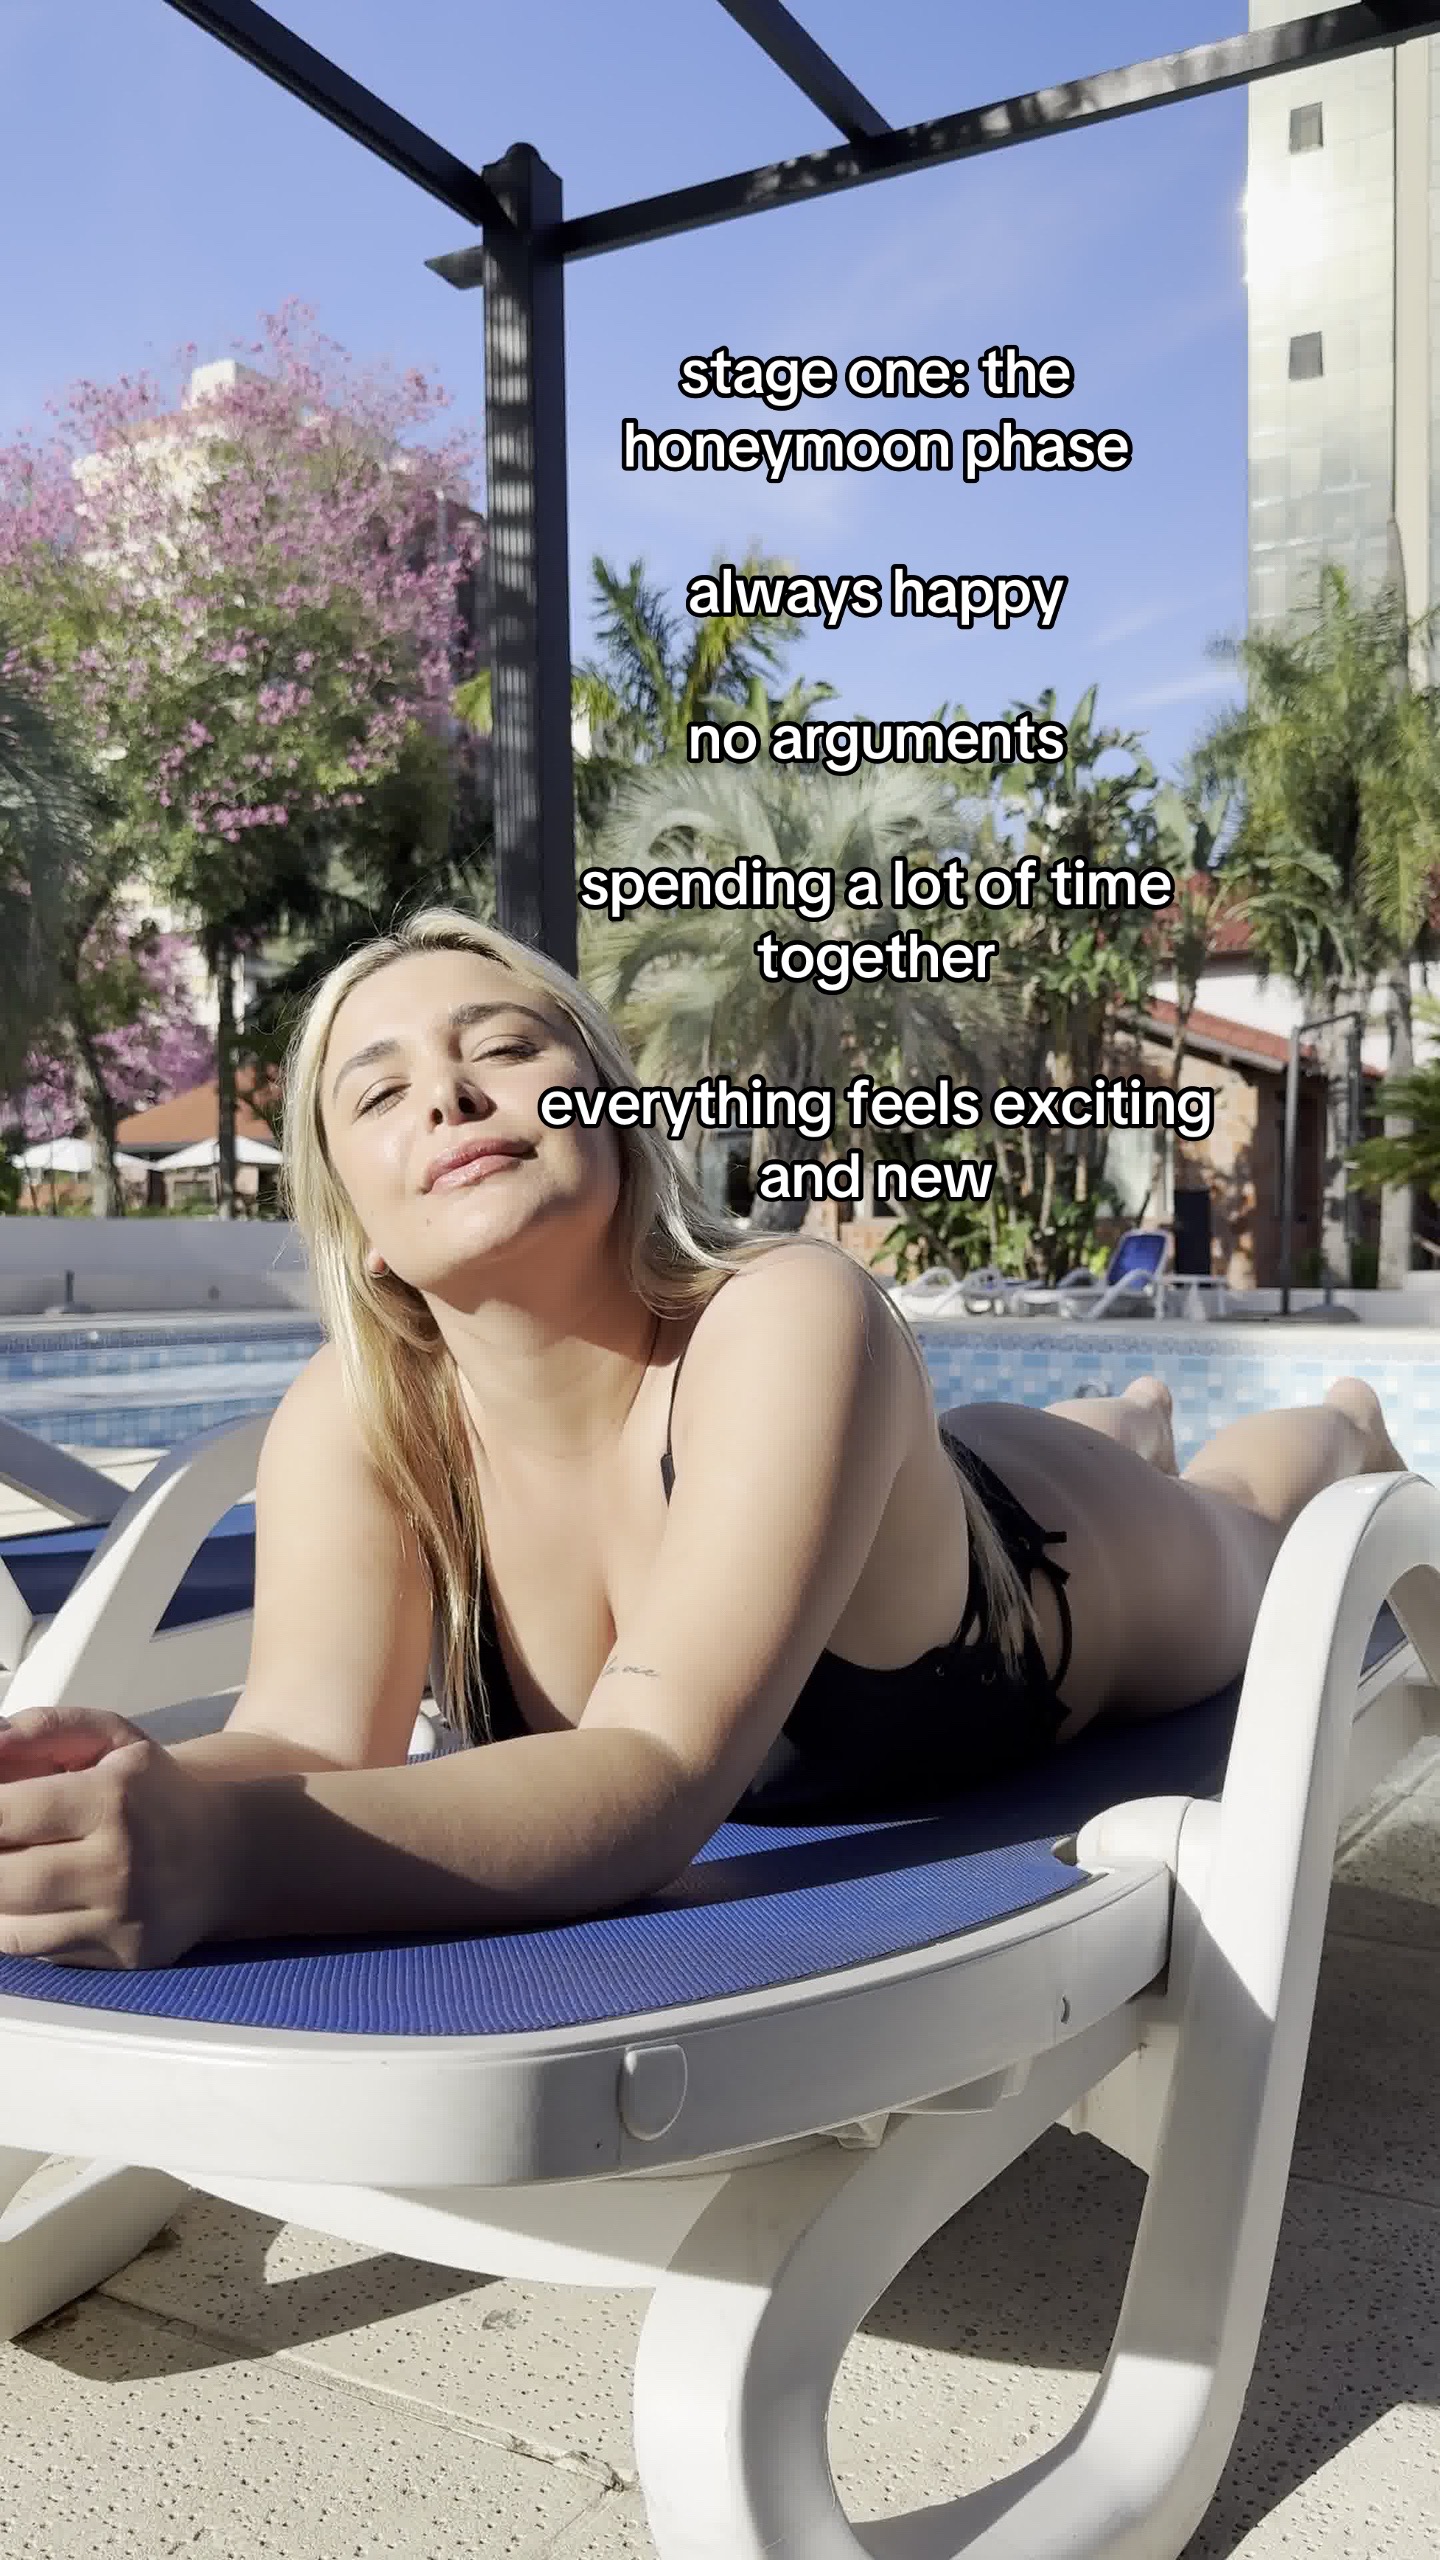 stage one: the
honeymoon phase
always happy
no arguments
spending a lot of time
together
everything feels exciting
and new